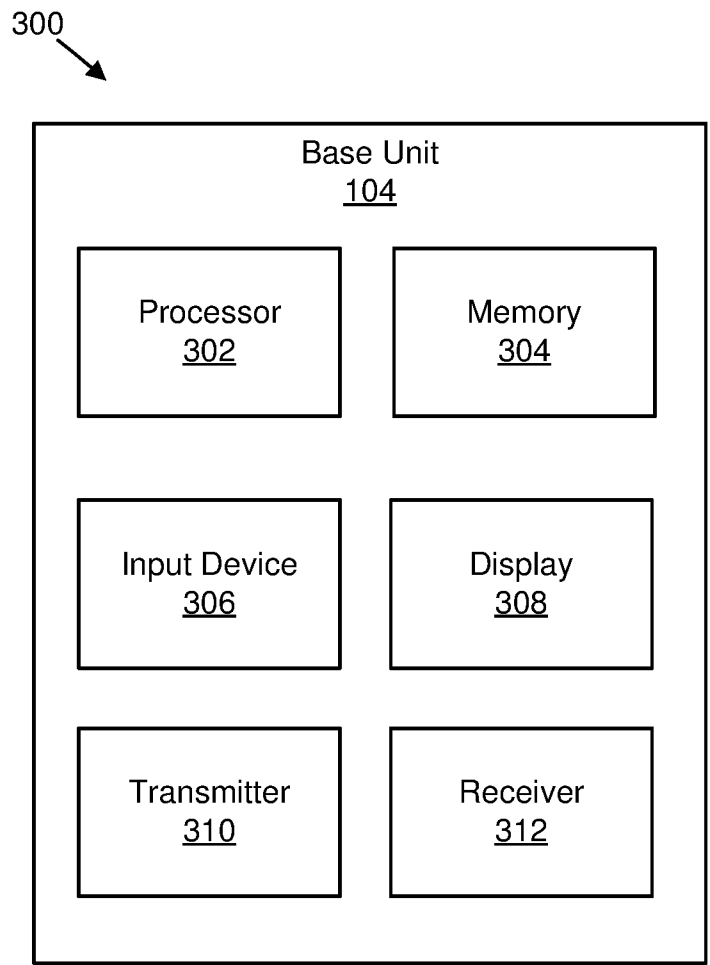 300
Base Unit
104
Processor
302
Memory
304
Input Device
306
Display
308
Transmitter
310
Receiver
312